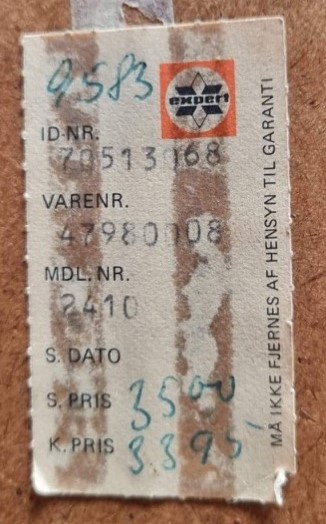 9583
expert
ID-NR.
70513068
VARENR.
47980008
MDL. NR.
2410
S. DATO
S. PRIS 3500
K. PRIS 3395'
MÅ IKKE FJERNES AF HENSYN TIL GARANTI